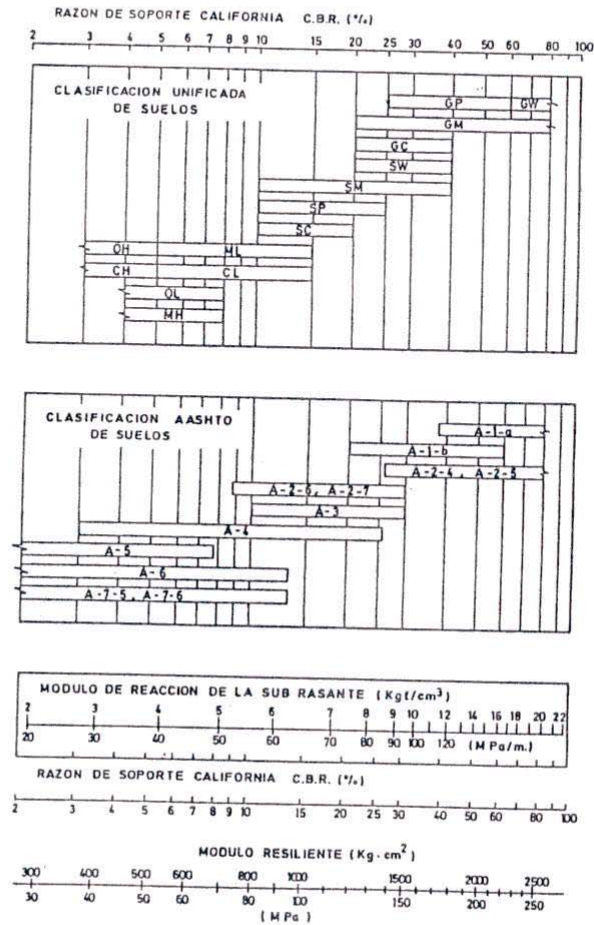 RAZON DE SOPORTE CALIFORNIA C.B.R. (%)
2 3 4 5 6 7 8 9 10 15 20 25 30 40 50 60 80 100
CLASIFICACION UNIFICADA
DE SUELOS
GP GW
GM
GC
SW
SM
SP
SC
OH ML
CH CL
OL
MH
CLASIFICACION AASHTO
DE SUELOS
A-1-a
A-1-b
A-2-4, A-2-5
A-2-6, A-2-7
A-3
A-4
A-5
A-6
A-7-5, A-7-6
MODULO DE REACCION DE LA SUB RASANTE (Kgf/cm³)
2 3 4 5 6 7 8 9 10 12 14 16 18 20 22
20 30 40 50 60 70 80 90 100 120 (MPa/m.)
RAZON DE SOPORTE CALIFORNIA C.B.R. (%)
2 3 4 5 6 7 8 9 10 15 20 25 30 40 50 60 80 100
MODULO RESILIENTE (Kg.cm²)
300 400 500 600 800 1000 1500 2000 2500
30 40 50 60 80 100 150 200 250
(MPa)